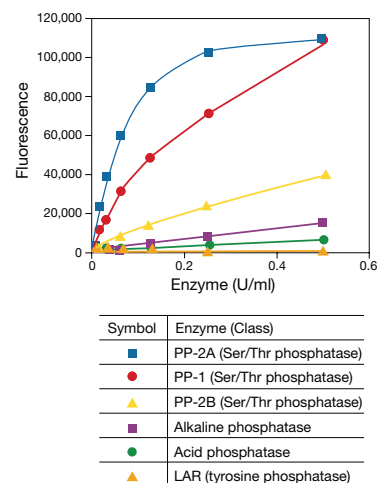 120,000
100,000
80,000
60,000
40,000
20,000
0
Fluorescence
0 0.2 0.4 0.6
Enzyme (U/ml)
Symbol Enzyme (Class)
PP-2A (Ser/Thr phosphatase)
PP-1 (Ser/Thr phosphatase)
PP-2B (Ser/Thr phosphatase)
Alkaline phosphatase
Acid phosphatase
LAR (tyrosine phosphatase)